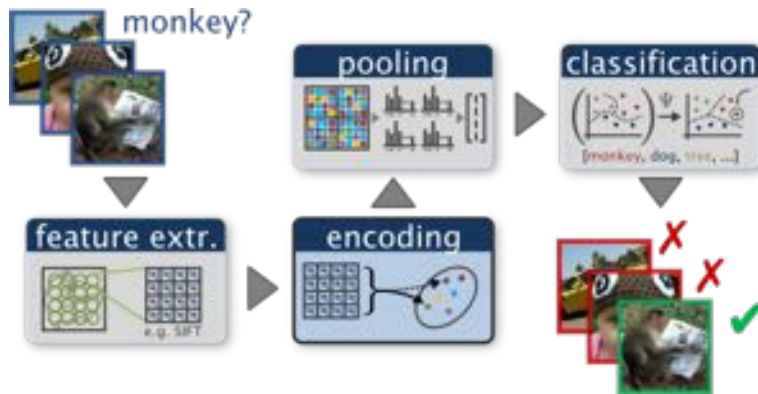 monkey?
pooling
classification
[monkey, dog, tree, ...]
feature extr.
encoding
e.g. SIFT